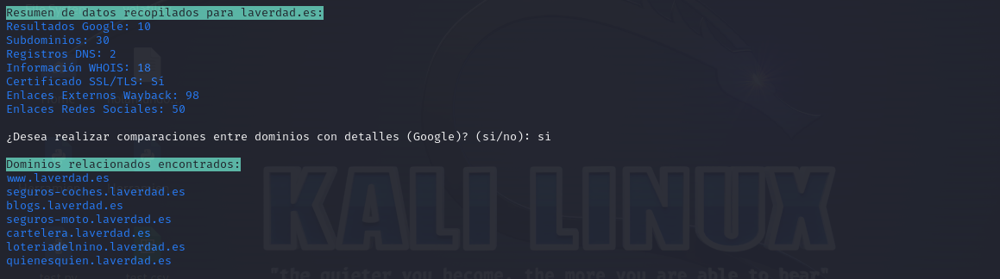 Resumen de datos recopilados para laverdad.es:
Resultados Google: 10
Subdominios: 30
Registros DNS: 2
Información WHOIS: 18
Certificado SSL/TLS: Sí
Enlaces Externos Wayback: 98
Enlaces Redes Sociales: 50
¿Desea realizar comparaciones entre dominios con detalles (Google)? (si/no): si
Dominios relacionados encontrados:
www.laverdad.es
seguros-coches.laverdad.es
blogs.laverdad.es
seguros-moto.laverdad.es
cartelera.laverdad.es
loteriadelnino.laverdad.es
quienesquien.laverdad.es
KALI LINUX
"the quieter you become, the more you are able to hear"